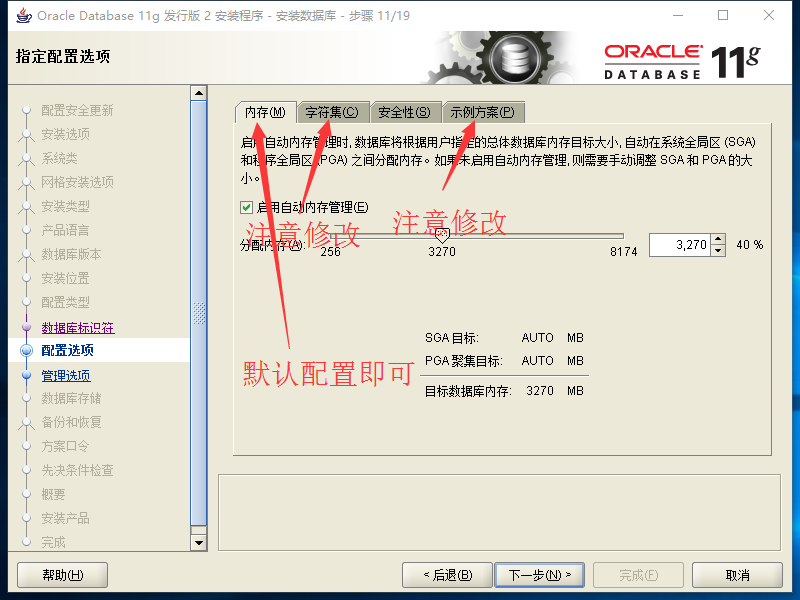 Oracle Database 11g 发行版 2 安装程序 - 安装数据库 - 步骤 11/19
指定配置选项
ORACLE
DATABASE
11g
配置安全更新
安装选项
系统类
网格安装选项
安装类型
产品语言
数据库版本
安装位置
配置类型
数据库标识符
配置选项
管理选项
数据库存储
备份和恢复
方案口令
先决条件检查
概要
安装产品
完成
内存(M) 字符集(C) 安全性(S) 示例方案(P)
启用自动内存管理时, 数据库将根据用户指定的总体数据库内存目标大小, 自动在系统全局区 (SGA)
和程序全局区 (PGA) 之间分配内存。如果未启用自动内存管理, 则需要手动调整 SGA 和 PGA 的大
小。
启用自动内存管理(E)
注意修改
注意修改
分配内存(A):
256 3270 8174
3,270 40 %
默认配置即可
SGA 目标: AUTO MB
PGA 聚集目标: AUTO MB
目标数据库内存: 3270 MB
帮助(H) < 后退(B) 下一步(N) > 完成(F) 取消